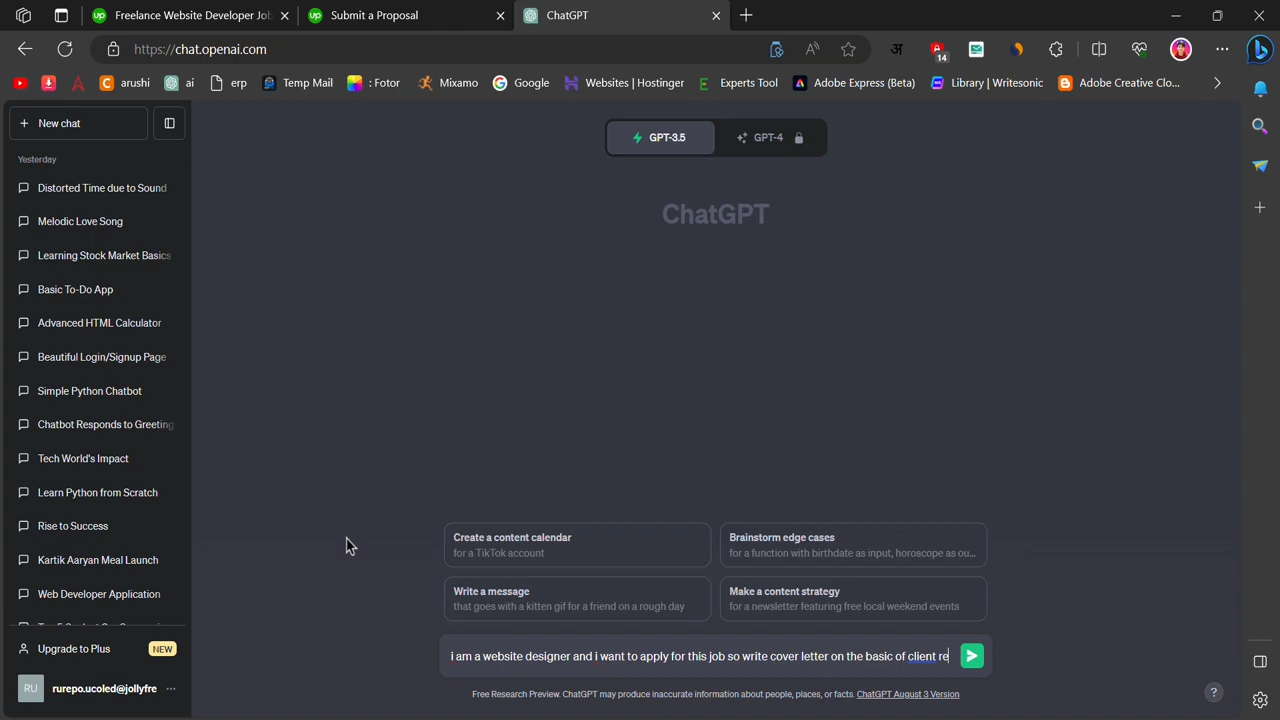 Freelance Website Developer Job
Submit a Proposal
ChatGPT
https://chat.openai.com
14
arushi
ai
erp
Temp Mail
: Fotor
Mixamo
Google
Websites | Hostinger
Experts Tool
Adobe Express (Beta)
Library | Writesonic
Adobe Creative Clo...
New chat
GPT-3.5
GPT-4
Yesterday
Distorted Time due to Sound
ChatGPT
Melodic Love Song
Learning Stock Market Basics
Basic To-Do App
Advanced HTML Calculator
Beautiful Login/Signup Page
Simple Python Chatbot
Chatbot Responds to Greeting
Tech World's Impact
Learn Python from Scratch
Rise to Success
Kartik Aaryan Meal Launch
Web Developer Application
Create a content calendar
for a TikTok account
Brainstorm edge cases
for a function with birthdate as input, horoscope as ou...
Write a message
that goes with a kitten gif for a friend on a rough day
Make a content strategy
for a newsletter featuring free local weekend events
Upgrade to Plus
NEW
i am a website designer and i want to apply for this job so write cover letter on the basic of client re
RU
rurepo.ucoled@jollyfre
...
Free Research Preview. ChatGPT may produce inaccurate information about people, places, or facts. ChatGPT August 3 Version
?